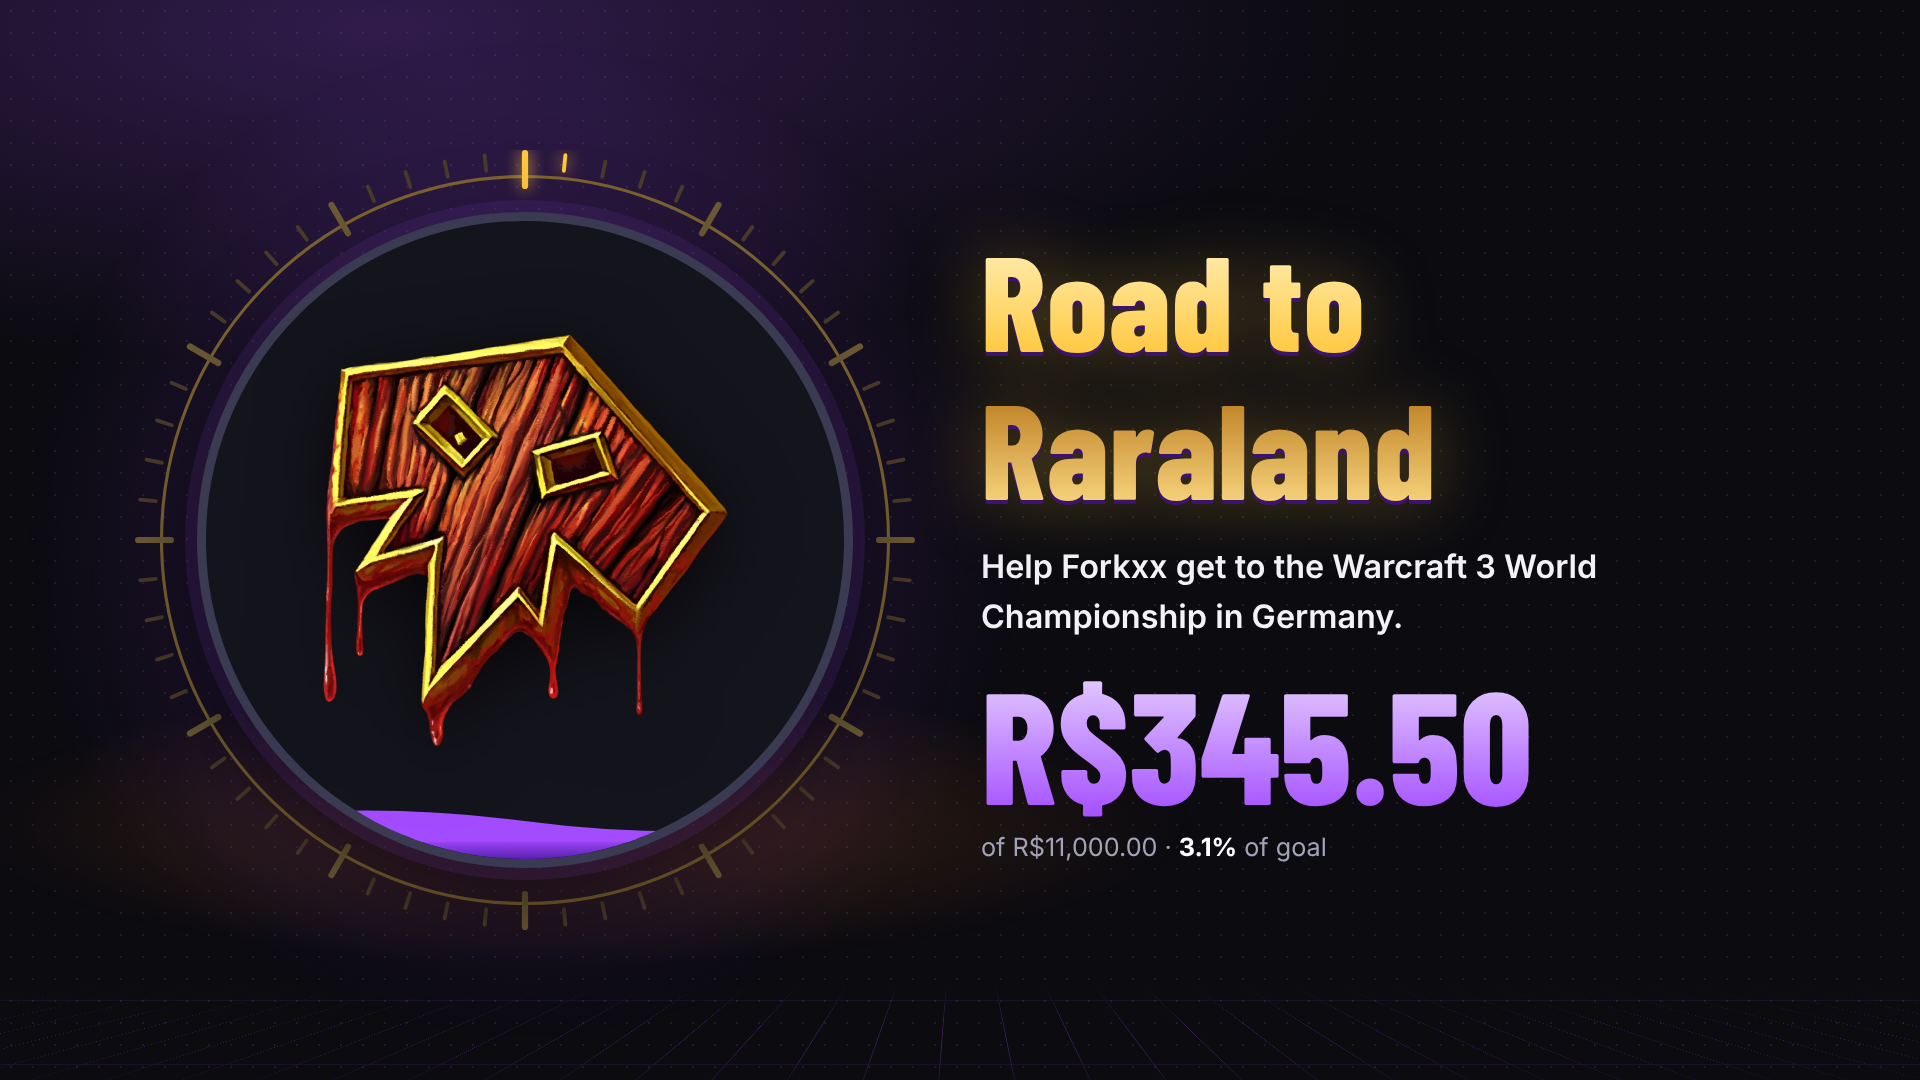 Road to
Raraland
Help Forkxx get to the Warcraft 3 World
Championship in Germany.
R$345.50
of R$11,000.00 · 3.1% of goal